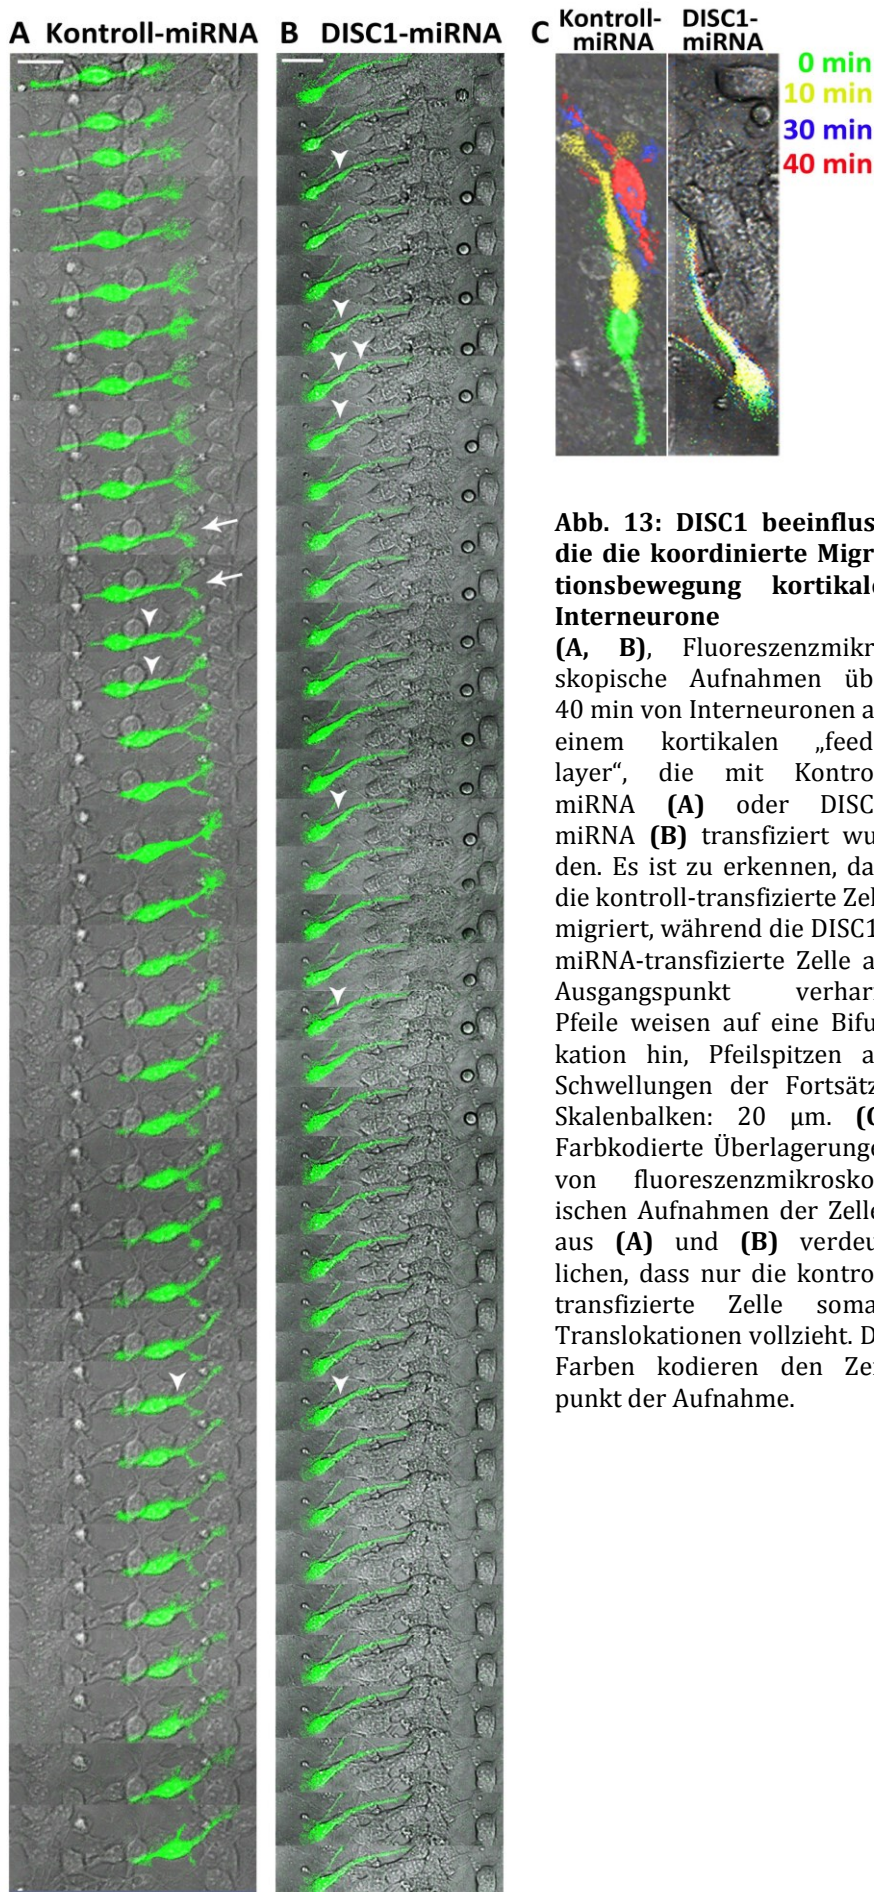 A Kontroll-miRNA
B DISC1-miRNA
C Kontroll-
miRNA
DISC1-
miRNA
0 min
10 min
30 min
40 min
Abb. 13: DISC1 beeinflus
die die koordinierte Migr
tionsbewegung kortikale
Interneurone
(A, B), Fluoreszenzmikr
skopische Aufnahmen üb
40 min von Interneuronen a
einem kortikalen „feed
layer“, die mit Kontrol
miRNA (A) oder DISC
miRNA (B) transfiziert wu
den. Es ist zu erkennen, da
die kontroll-transfizierte Zel
migriert, während die DISC1
miRNA-transfizierte Zelle a
Ausgangspunkt verhar
Pfeile weisen auf eine Bifu
kation hin, Pfeilspitzen a
Schwellungen der Fortsätz
Skalenbalken: 20 µm. (C
Farbkodierte Überlagerunge
von fluoreszenzmikrosko
ischen Aufnahmen der Zelle
aus (A) und (B) verdeu
lichen, dass nur die kontrol
transfizierte Zelle soma
Translokationen vollzieht. D
Farben kodieren den Zei
punkt der Aufnahme.